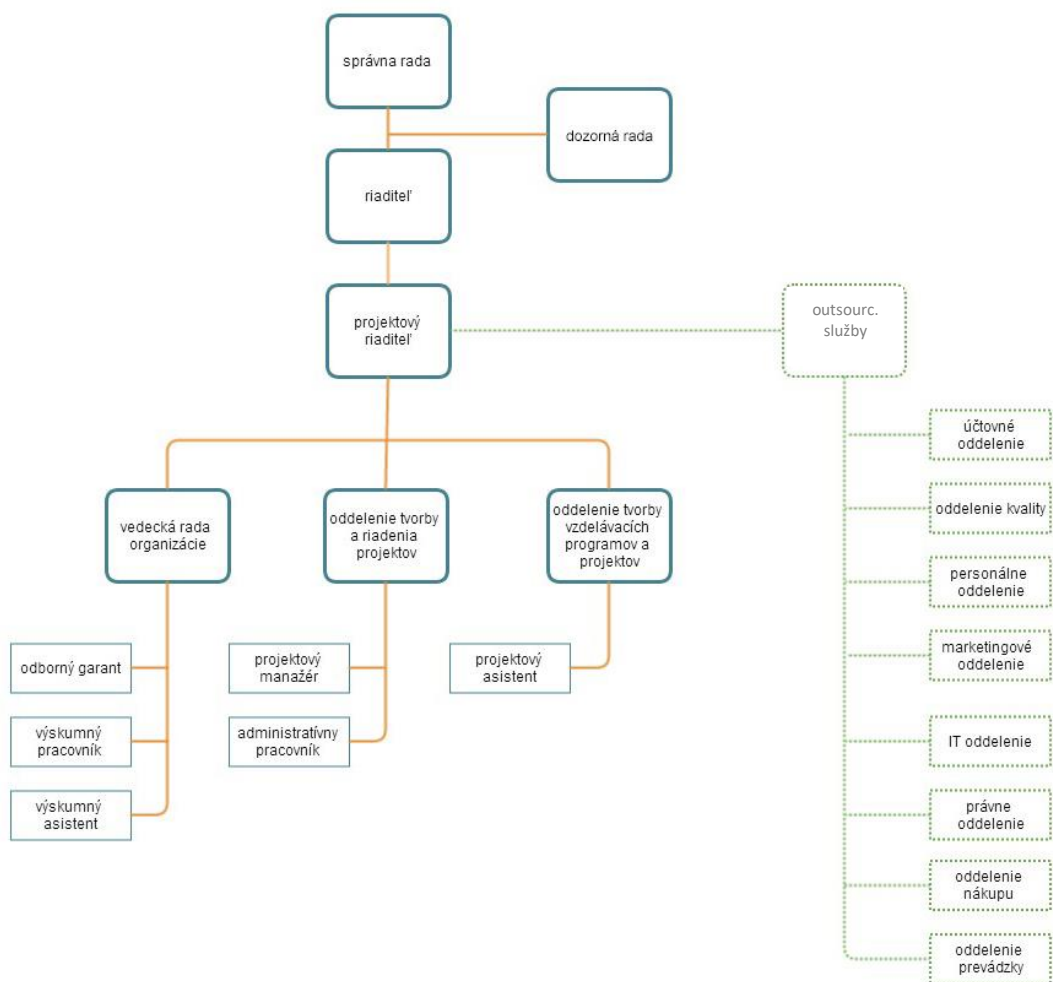 správna rada
dozorná rada
riaditeľ
projektový
riaditeľ
outsourc.
služby
účtovné
oddelenie
oddelenie kvality
personálne
oddelenie
marketingové
oddelenie
IT oddelenie
právne
oddelenie
oddelenie
nákupu
oddelenie
prevádzky
vedecká rada
organizácie
oddelenie tvorby
a riadenia
projektov
oddelenie tvorby
vzdelávacích
programov a
projektov
odborný garant
výskumný
pracovník
výskumný
asistent
projektový
manažér
administratívny
pracovník
projektový
asistent